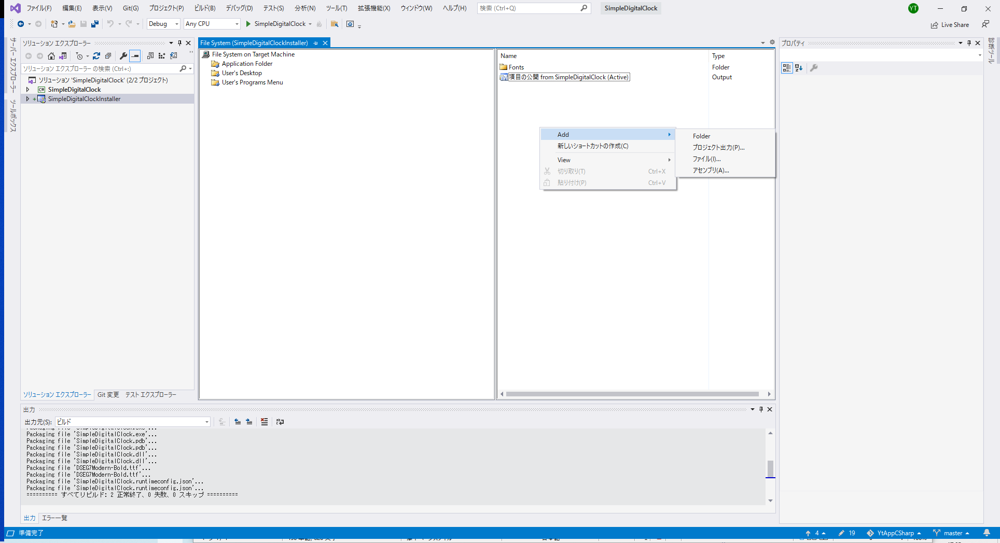 ファイル(F) 編集(E) 表示(V) Git(G) プロジェクト(P) ビルド(B) デバッグ(D) テスト(S) 分析(N) ツール(T) 拡張機能(X) ウィンドウ(W) ヘルプ(H) 検索 (Ctrl+Q) SimpleDigitalClock YT
Debug Any CPU SimpleDigitalClock Live Share
サーバー エクスプローラー
ツールボックス
ソリューション エクスプローラー
ソリューション エクスプローラー の検索 (Ctrl+:)
ソリューション 'SimpleDigitalClock' (2/2 プロジェクト)
C# SimpleDigitalClock
SimpleDigitalClockInstaller
ソリューション エクスプローラー Git 変更 テスト エクスプローラー
File System (SimpleDigitalClockInstaller)
File System on Target Machine
Application Folder
User's Desktop
User's Programs Menu
Name Type
Fonts Folder
項目の公開 from SimpleDigitalClock (Active) Output
Add
新しいショートカットの作成(C)
View
切り取り(T) Ctrl+X
貼り付け(P) Ctrl+V
Folder
プロジェクト出力(P)...
ファイル(I)...
アセンブリ(A)...
プロパティ
診断ツール
出力
出力元(S): ビルド
Packaging file 'SimpleDigitalClock.exe'...
Packaging file 'SimpleDigitalClock.exe'...
Packaging file 'SimpleDigitalClock.pdb'...
Packaging file 'SimpleDigitalClock.pdb'...
Packaging file 'SimpleDigitalClock.dll'...
Packaging file 'SimpleDigitalClock.dll'...
Packaging file 'DSEG7Modern-Bold.ttf'...
Packaging file 'DSEG7Modern-Bold.ttf'...
Packaging file 'SimpleDigitalClock.runtimeconfig.json'...
Packaging file 'SimpleDigitalClock.runtimeconfig.json'...
========== すべてリビルド: 2 正常終了、0 失敗、0 スキップ ==========
出力 エラー一覧
準備完了 4 19 YtAppCSharp master